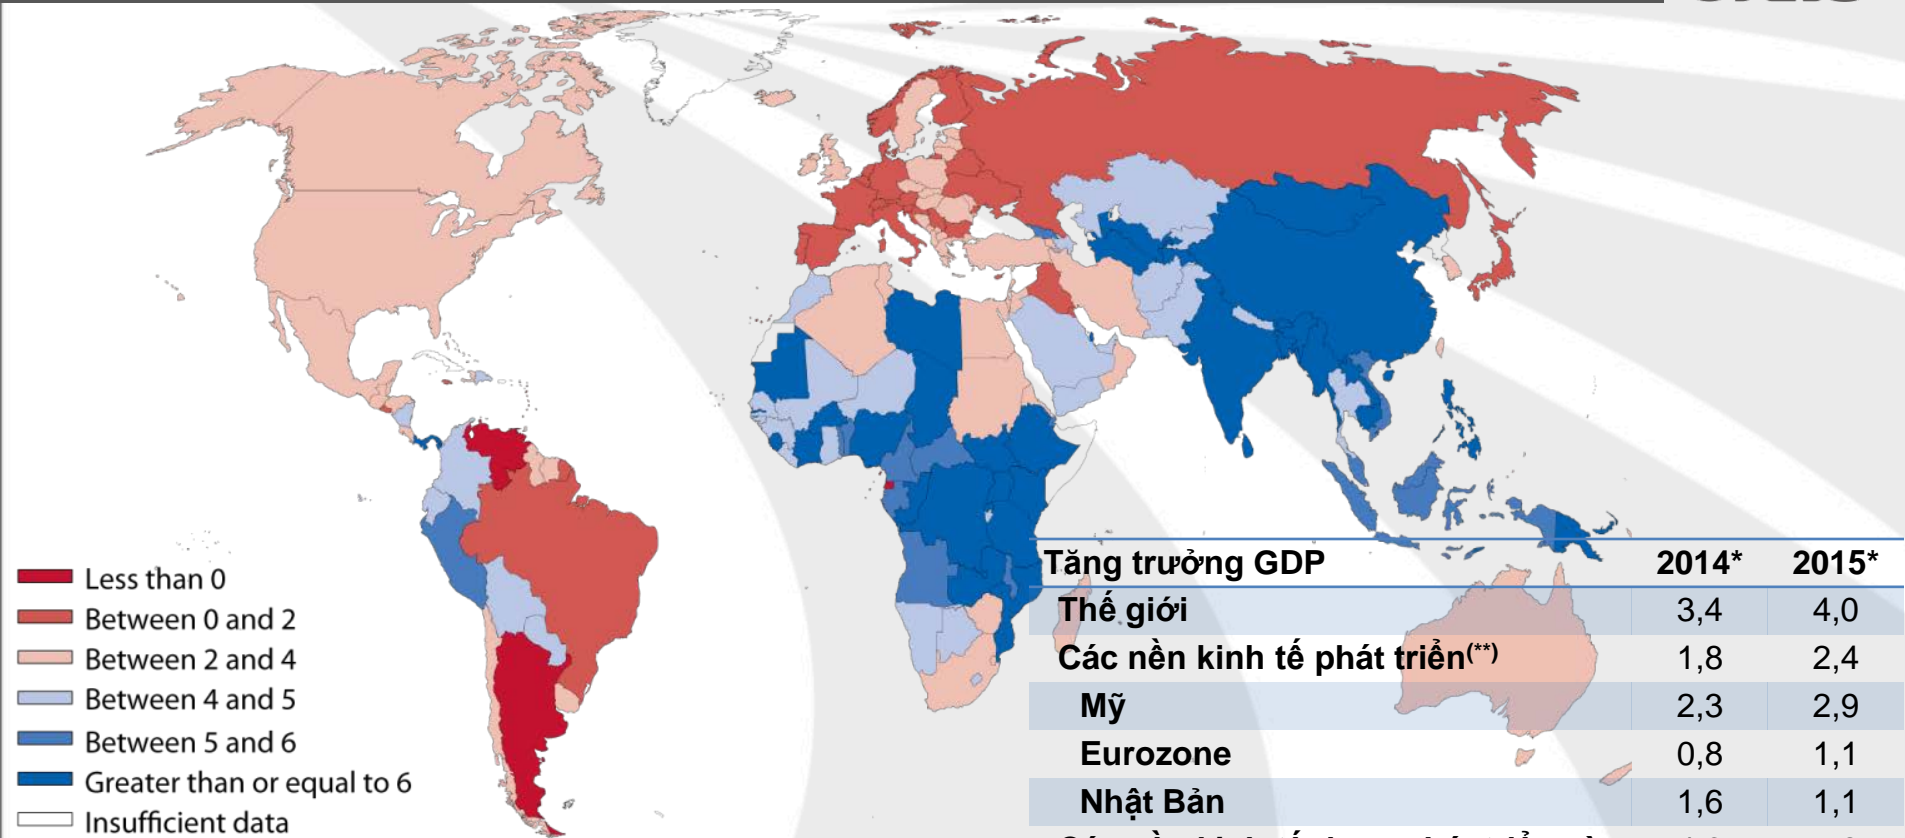 Less than 0
Between 0 and 2
Between 2 and 4
Between 4 and 5
Between 5 and 6
Greater than or equal to 6
Insufficient data
Tăng trưởng GDP 2014* 2015*
Thế giới 3,4 4,0
Các nền kinh tế phát triển(**) 1,8 2,4
Mỹ 2,3 2,9
Eurozone 0,8 1,1
Nhật Bản 1,6 1,1